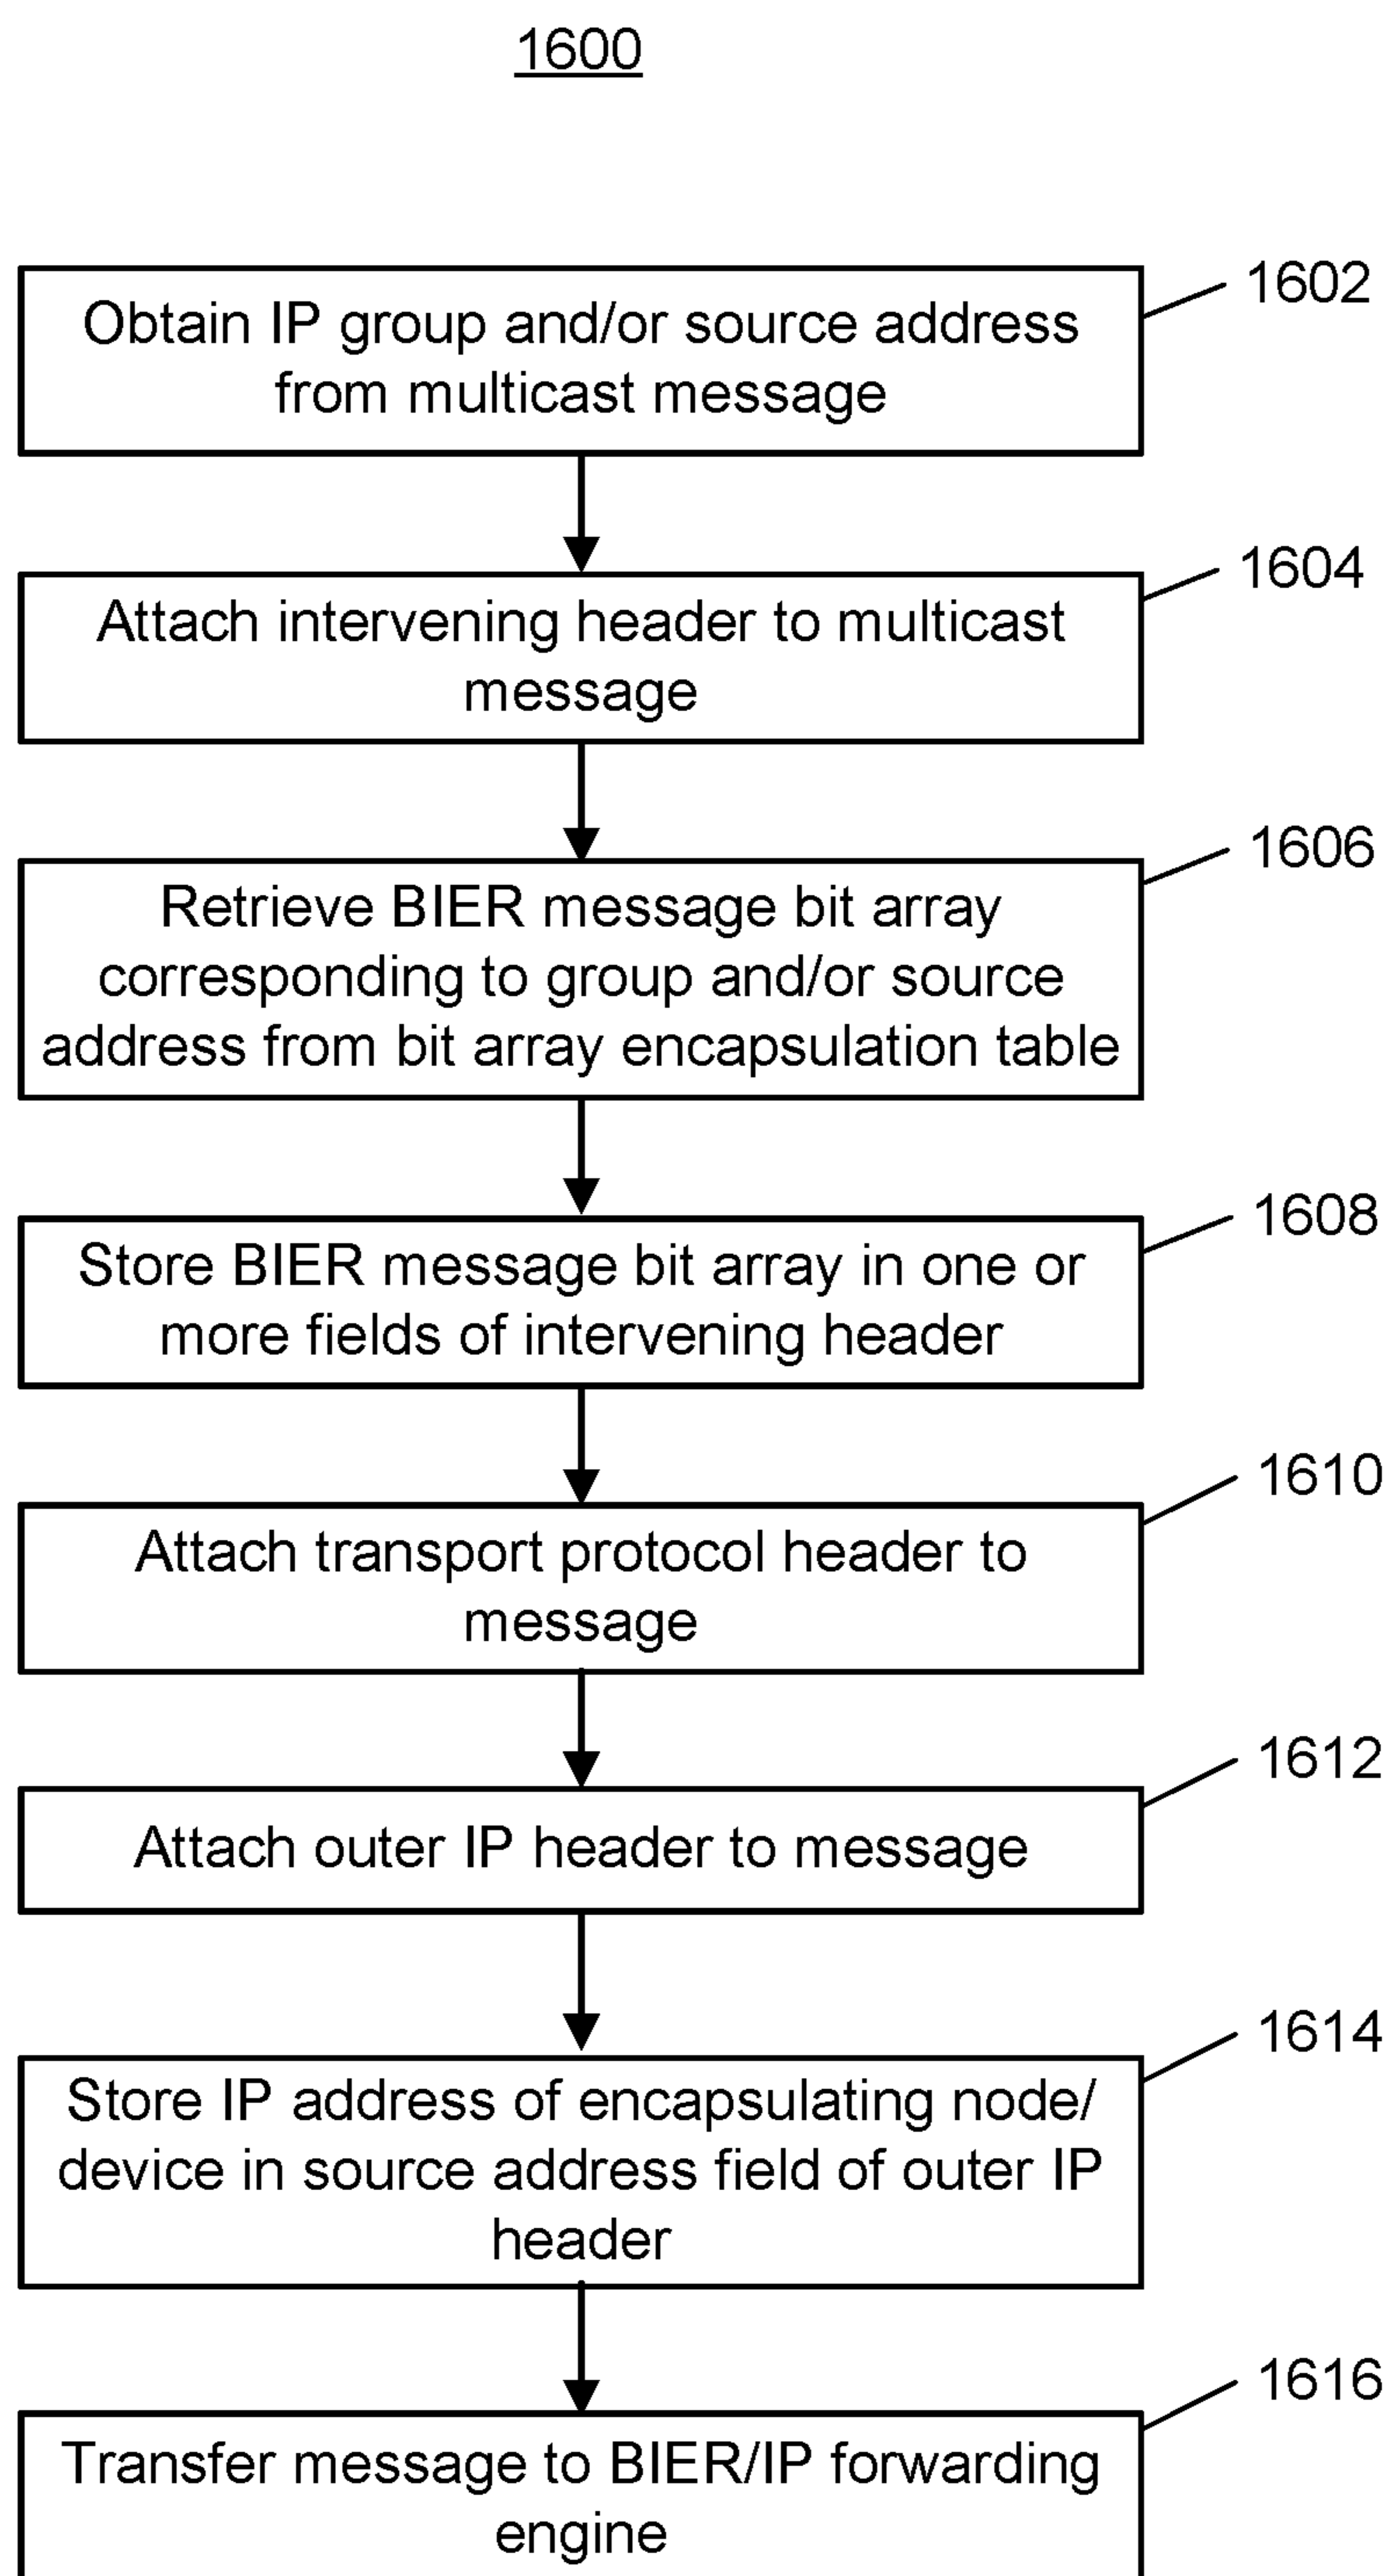 1600
1602
Obtain IP group and/or source address
from multicast message
1604
Attach intervening header to multicast
message
1606
Retrieve BIER message bit array
corresponding to group and/or source
address from bit array encapsulation table
1608
Store BIER message bit array in one or
more fields of intervening header
1610
Attach transport protocol header to
message
1612
Attach outer IP header to message
1614
Store IP address of encapsulating node/
device in source address field of outer IP
header
1616
Transfer message to BIER/IP forwarding
engine